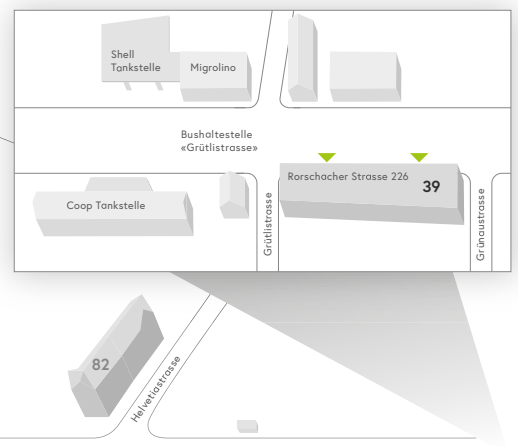 Shell
Tankstelle
Migrolino
Bushaltestelle
«Grütlistrasse»
Rorschacher Strasse 226
39
Coop Tankstelle
Grütlistrasse
Grünaustrasse
82
Helvetiastrasse